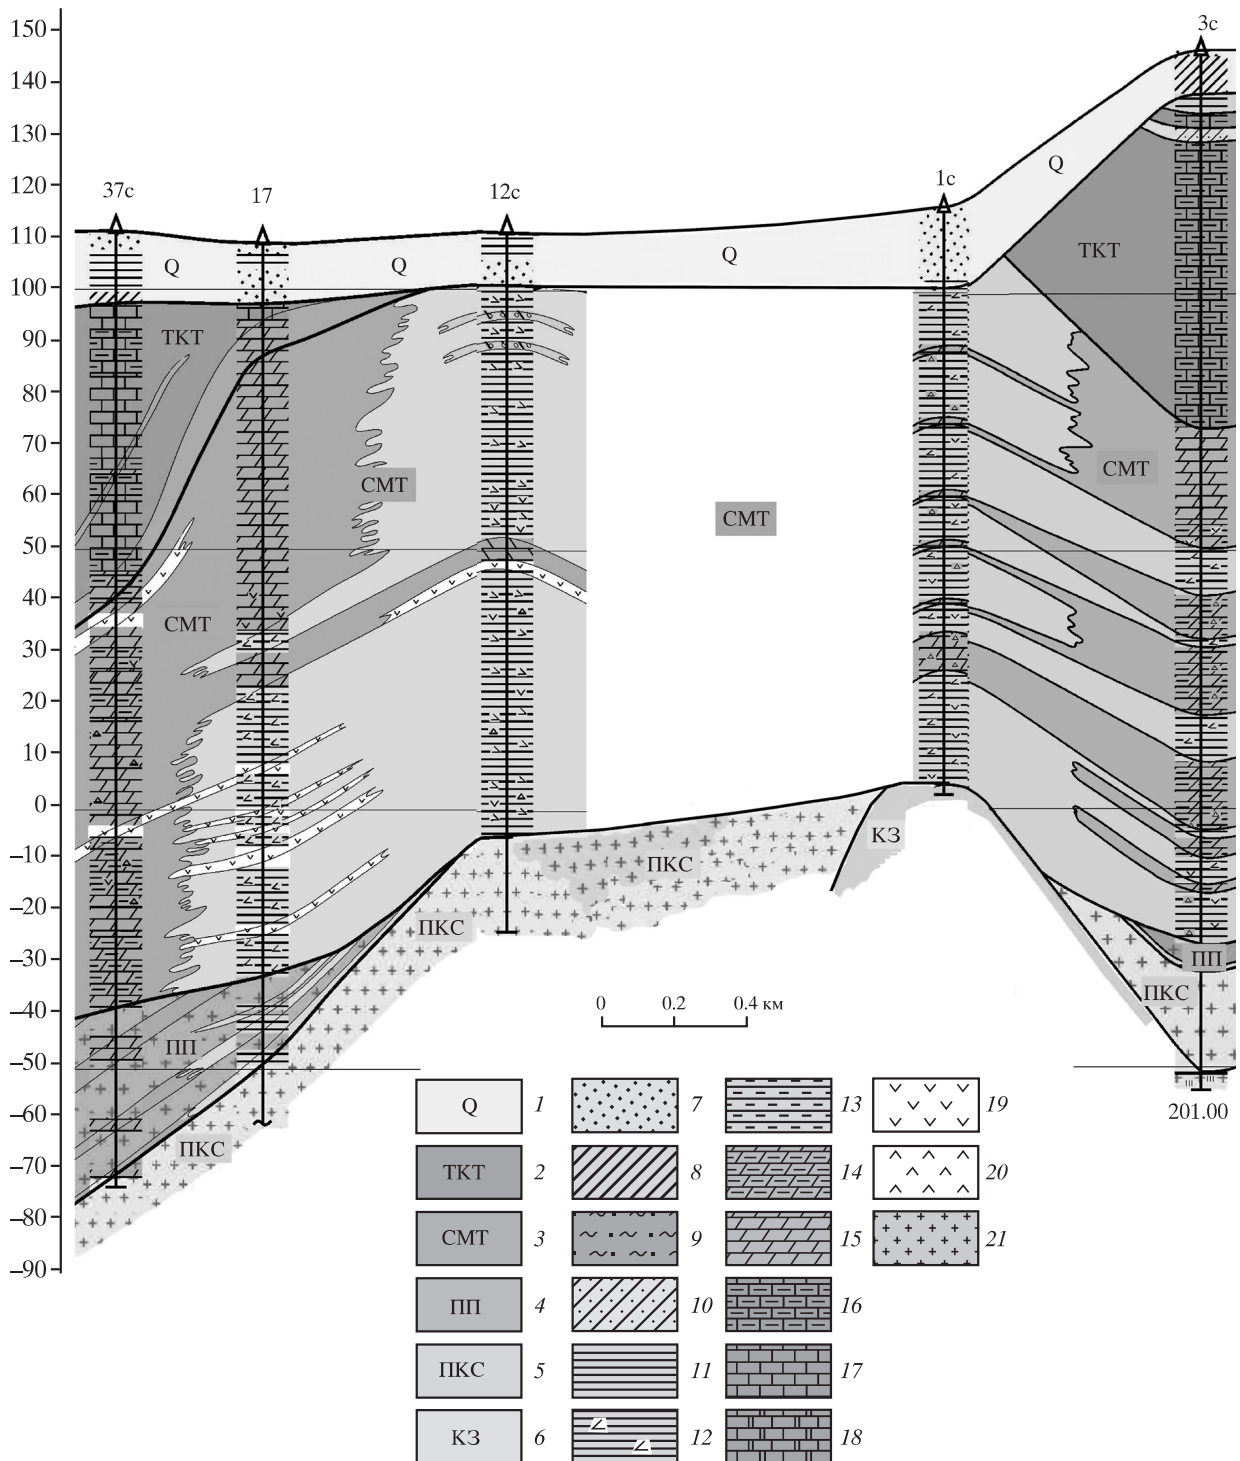 150
140
130
120
110
100
90
80
70
60
50
40
30
20
10
0
–10
–20
–30
–40
–50
–60
–70
–80
–90
37с
17
12с
1с
3с
Q
Q
Q
Q
ТКТ
ТКТ
СМТ
СМТ
СМТ
СМТ
КЗ
ПКС
ПКС
ПП
ПКС
ПП
ПКС
201.00
0 0.2 0.4 км
Q 1
ТКТ 2
СМТ 3
ПП 4
ПКС 5
КЗ 6
7
8
9
10
11
12
13
14
15
16
17
18
19
20
21